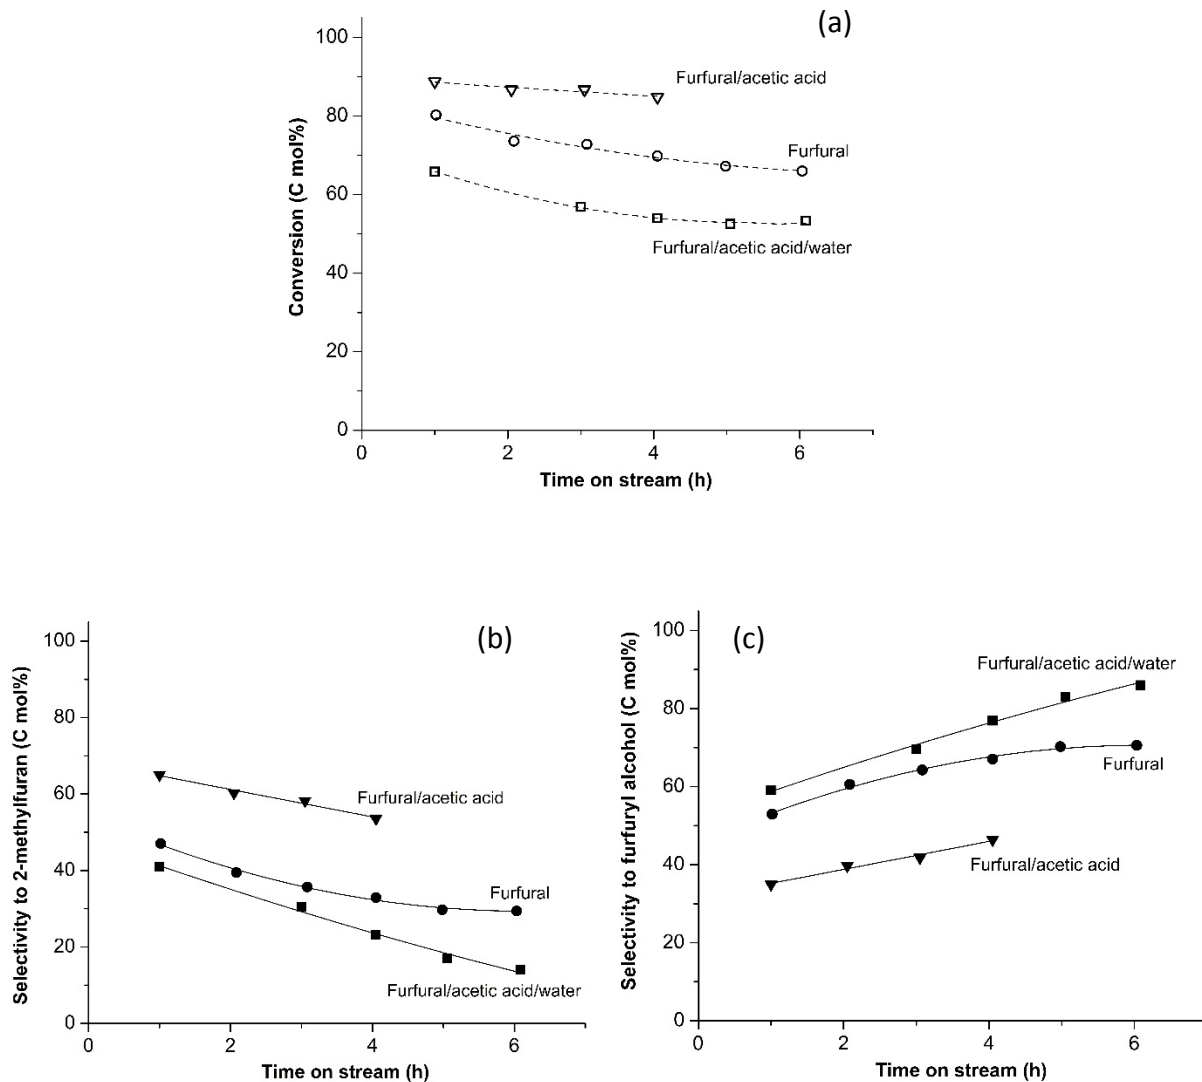 (a)
Conversion (C mol%)
100
80
60
40
20
0
Furfural/acetic acid
Furfural
Furfural/acetic acid/water
0 2 4 6
Time on stream (h)
(b)
Selectivity to 2-methylfuran (C mol%)
100
80
60
40
20
0
Furfural/acetic acid
Furfural
Furfural/acetic acid/water
0 2 4 6
Time on stream (h)
(c)
Selectivity to furfuryl alcohol (C mol%)
100
80
60
40
20
0
Furfural/acetic acid/water
Furfural
Furfural/acetic acid
0 2 4 6
Time on stream (h)